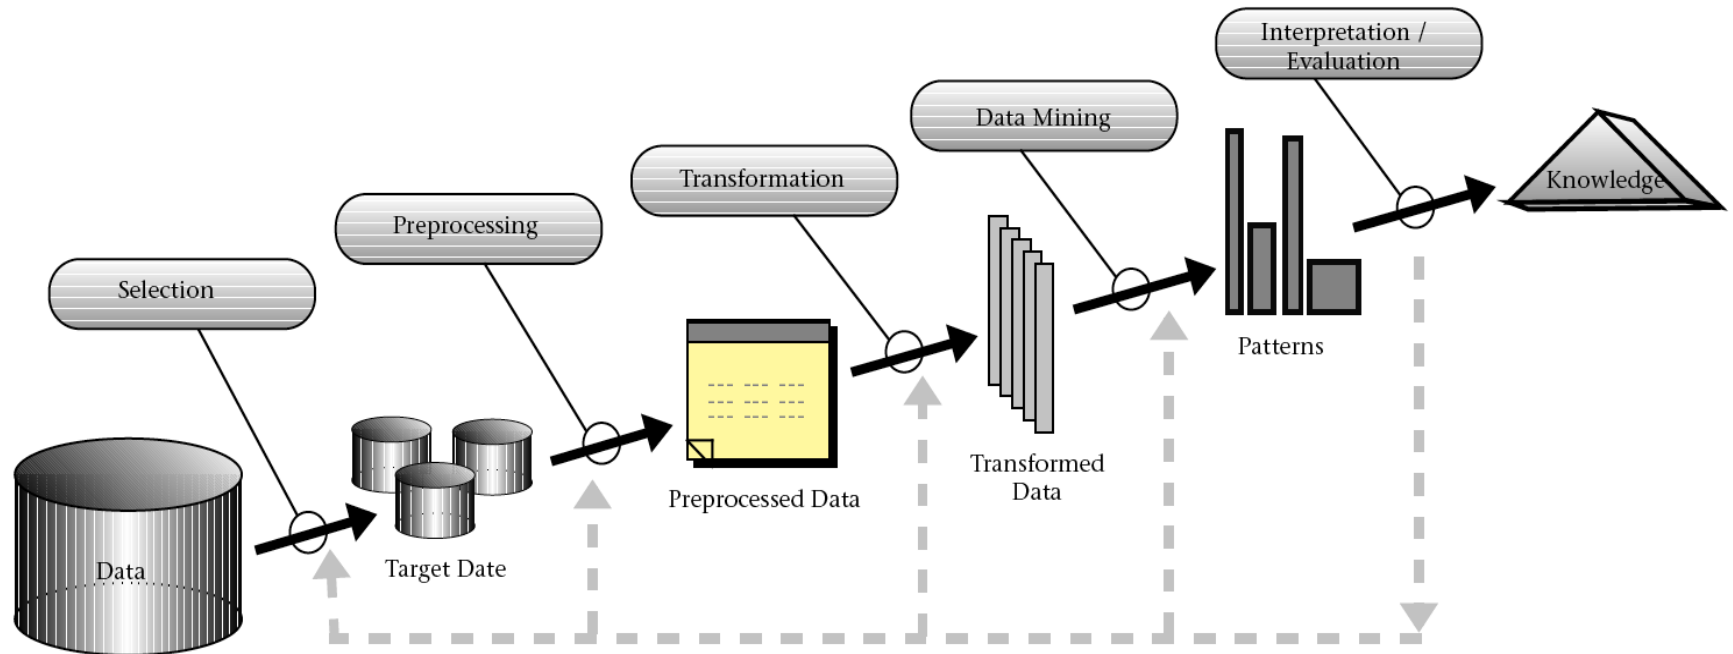 Interpretation /
Evaluation
Data Mining
Transformation
Knowledge
Preprocessing
Selection
Patterns
Transformed
Data
Preprocessed Data
Target Date
Data